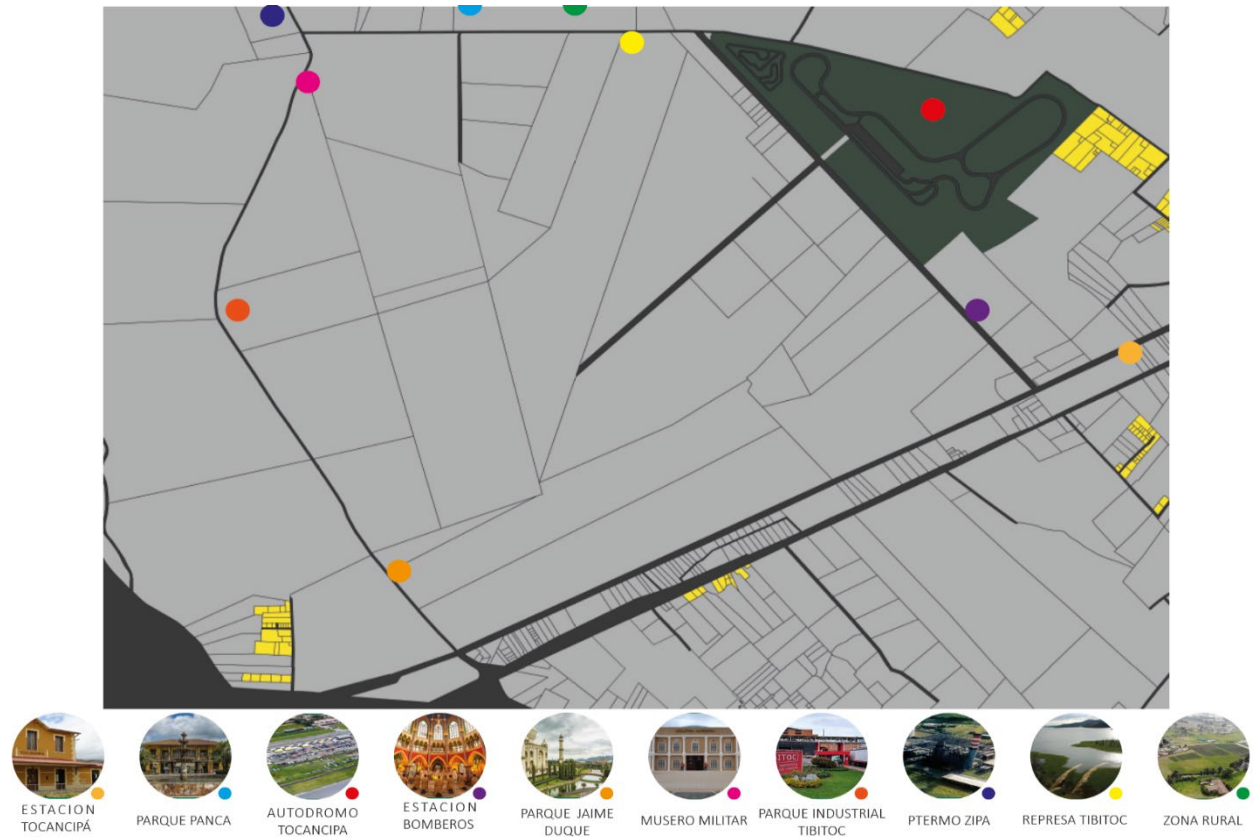 ESTACION
TOCANCIPÁ
PARQUE PANCA
AUTODROMO
TOCANCIPA
ESTACION
BOMBEROS
PARQUE JAIME
DUQUE
MUSERO MILITAR
PARQUE INDUSTRIAL
TIBITOC
PTERMO ZIPA
REPRESA TIBITOC
ZONA RURAL